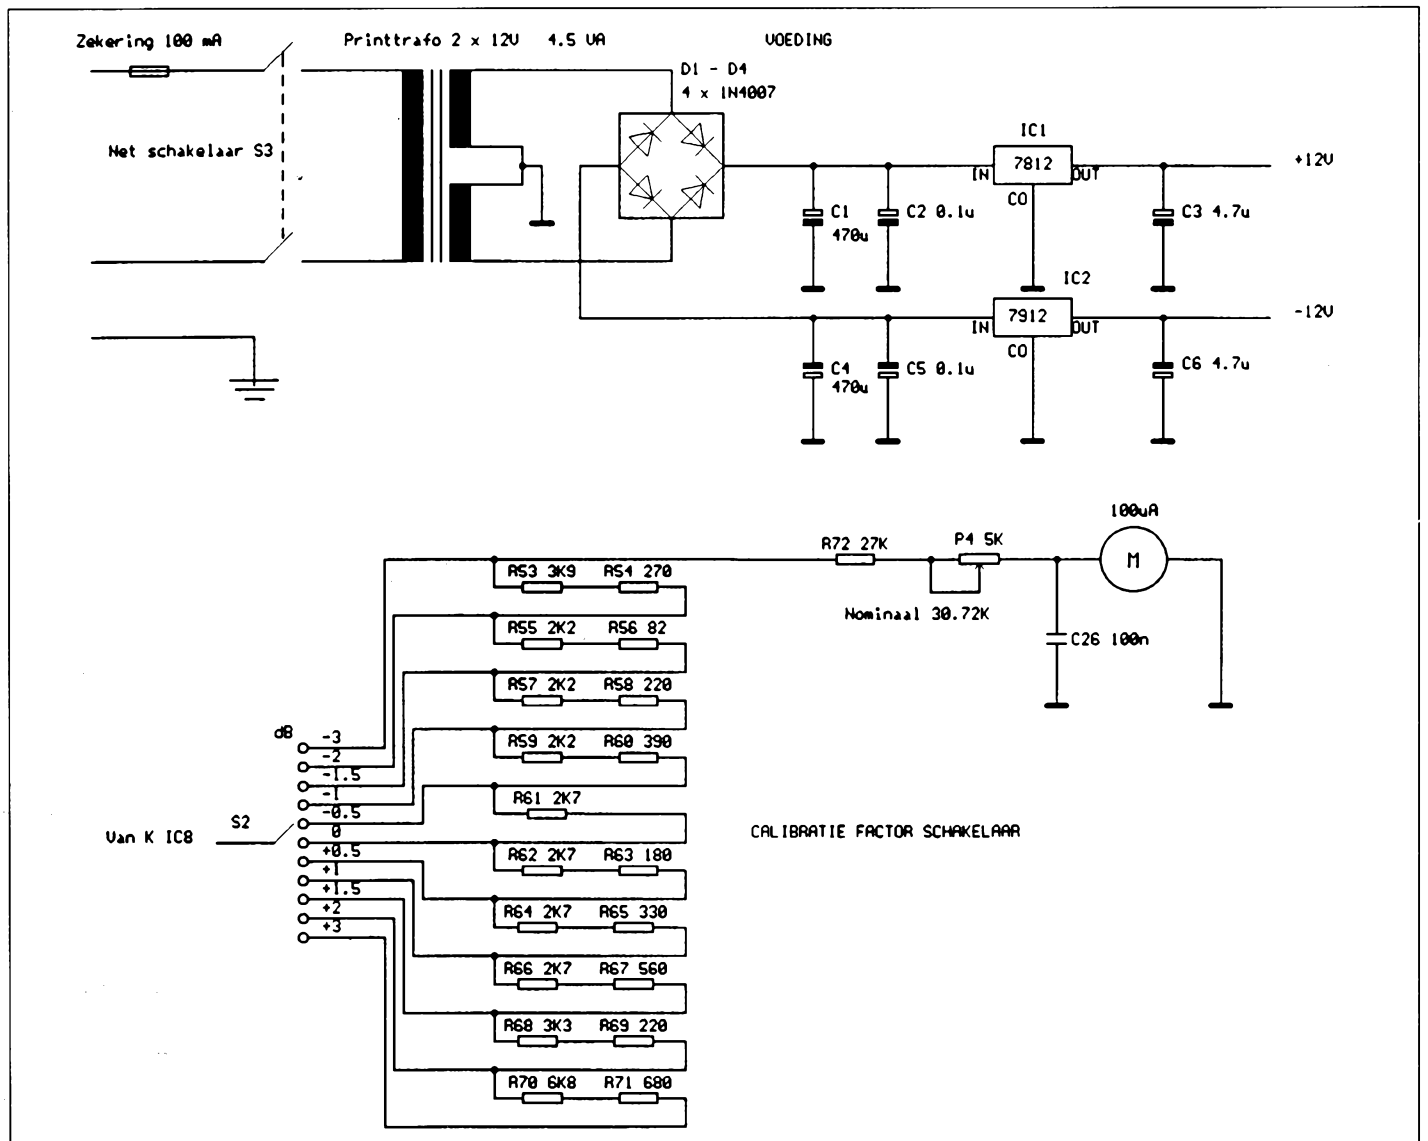 Zekering 100 mA
Printtrafo 2 x 12V 4.5 VA
VOEDING
D1 - D4
4 x 1N4007
Net schakelaar S3
IC1
7812
IN
OUT
CO
+12V
C1
470u
C2 0.1u
C3 4.7u
IC2
7912
IN
OUT
CO
-12V
C4
470u
C5 0.1u
C6 4.7u
100uA
M
R72 27K
P4 5K
Nominaal 30.72K
C26 100n
R53 3K9
R54 270
R55 2K2
R56 82
R57 2K2
R58 220
R59 2K2
R60 390
R61 2K7
R62 2K7
R63 180
R64 2K7
R65 330
R66 2K7
R67 560
R68 3K3
R69 220
R70 6K8
R71 680
dB
-3
-2
-1.5
-1
-0.5
0
+0.5
+1
+1.5
+2
+3
Van K IC8
S2
CALIBRATIE FACTOR SCHAKELAAR